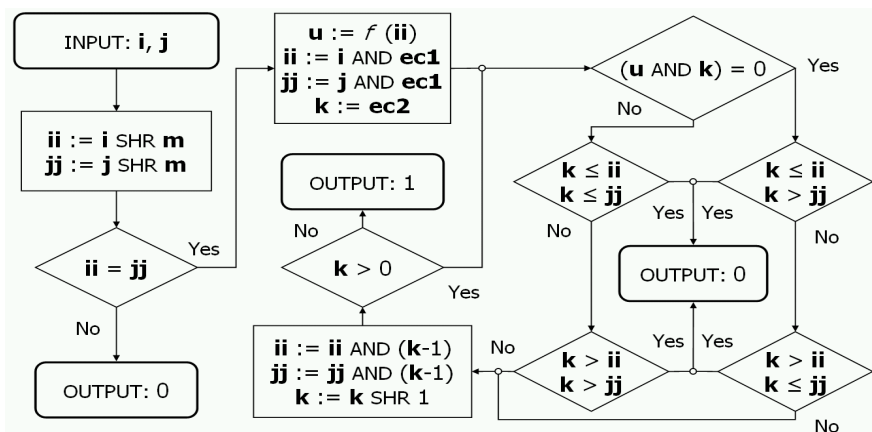 INPUT: i, j
ii := i SHR m
jj := j SHR m
ii = jj
Yes
No
OUTPUT: 0
u := f (ii)
ii := i AND ec1
jj := j AND ec1
k := ec2
OUTPUT: 1
No
k > 0
Yes
ii := ii AND (k-1)
jj := jj AND (k-1)
k := k SHR 1
(u AND k) = 0
Yes
No
k ≤ ii
k ≤ jj
Yes
No
k ≤ ii
k > jj
Yes
No
OUTPUT: 0
k > ii
k > jj
Yes
No
k > ii
k ≤ jj
Yes
No